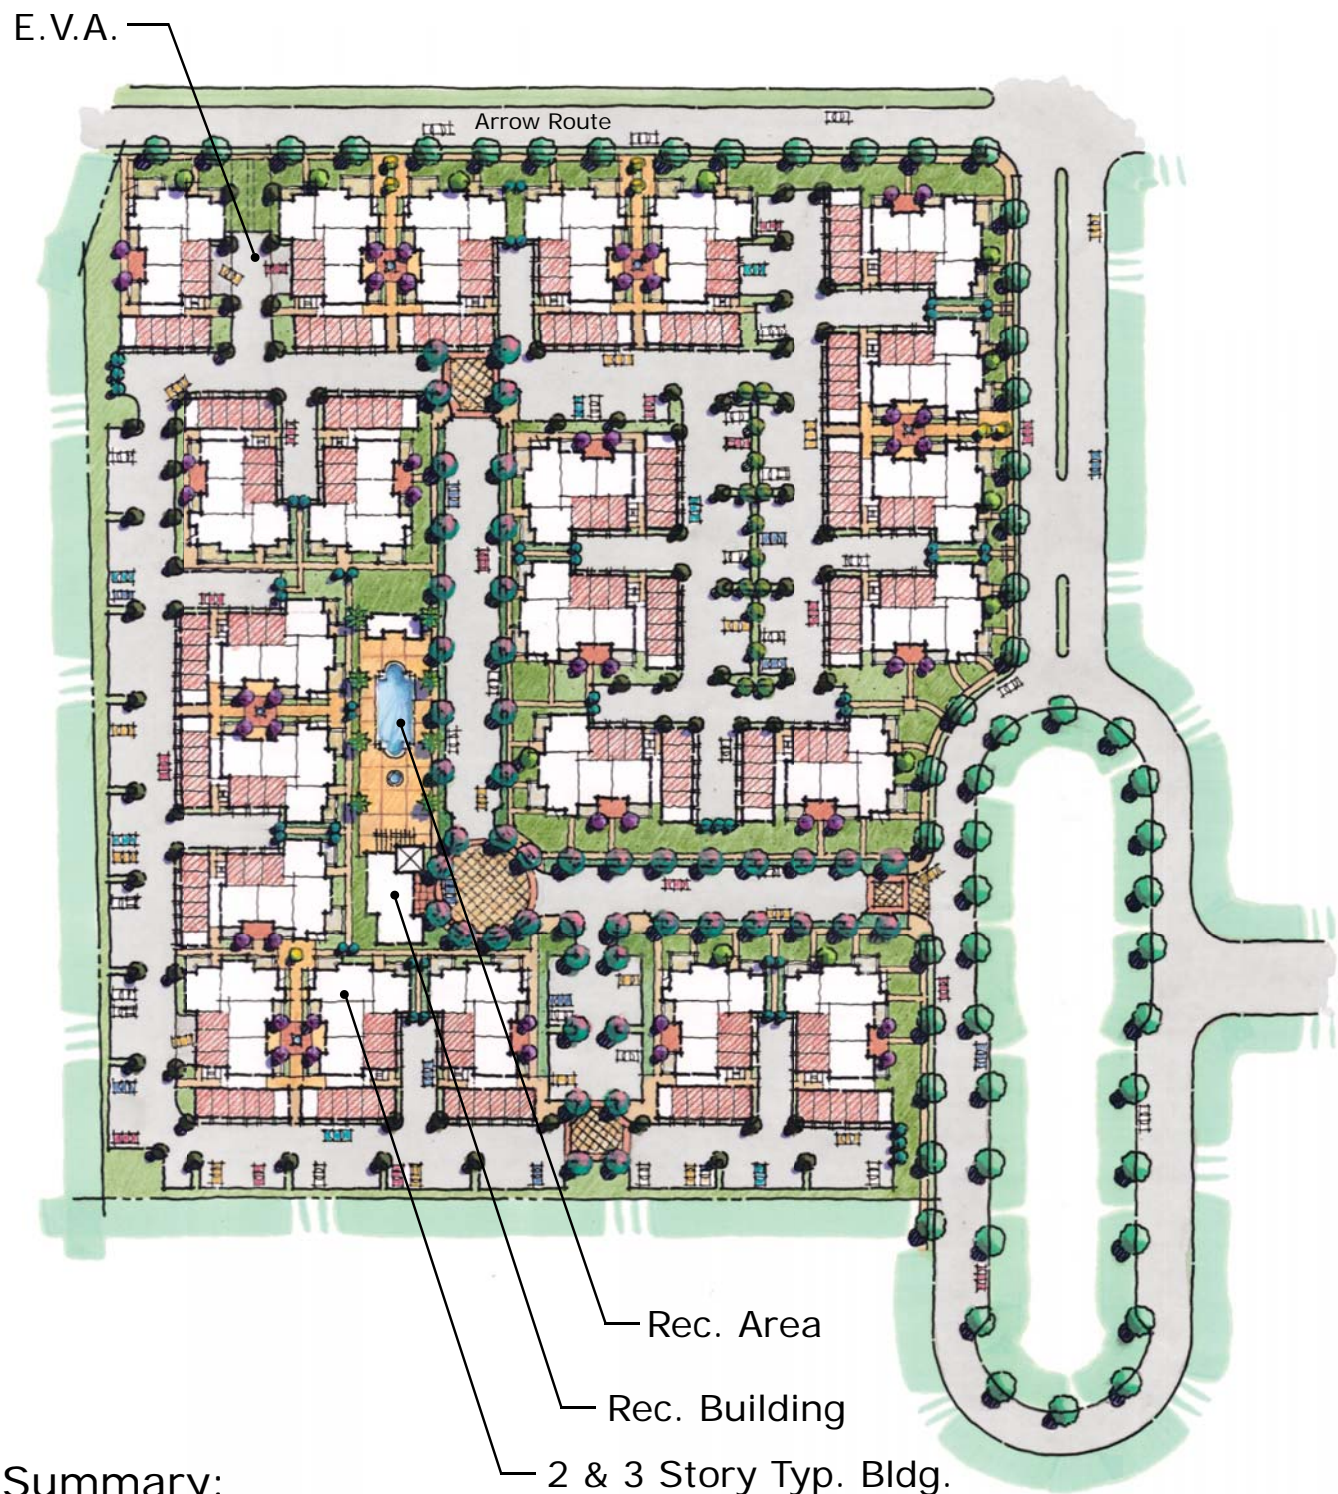 E.V.A.
Arrow Route
Rec. Area
Rec. Building
2 & 3 Story Typ. Bldg.
Summary: